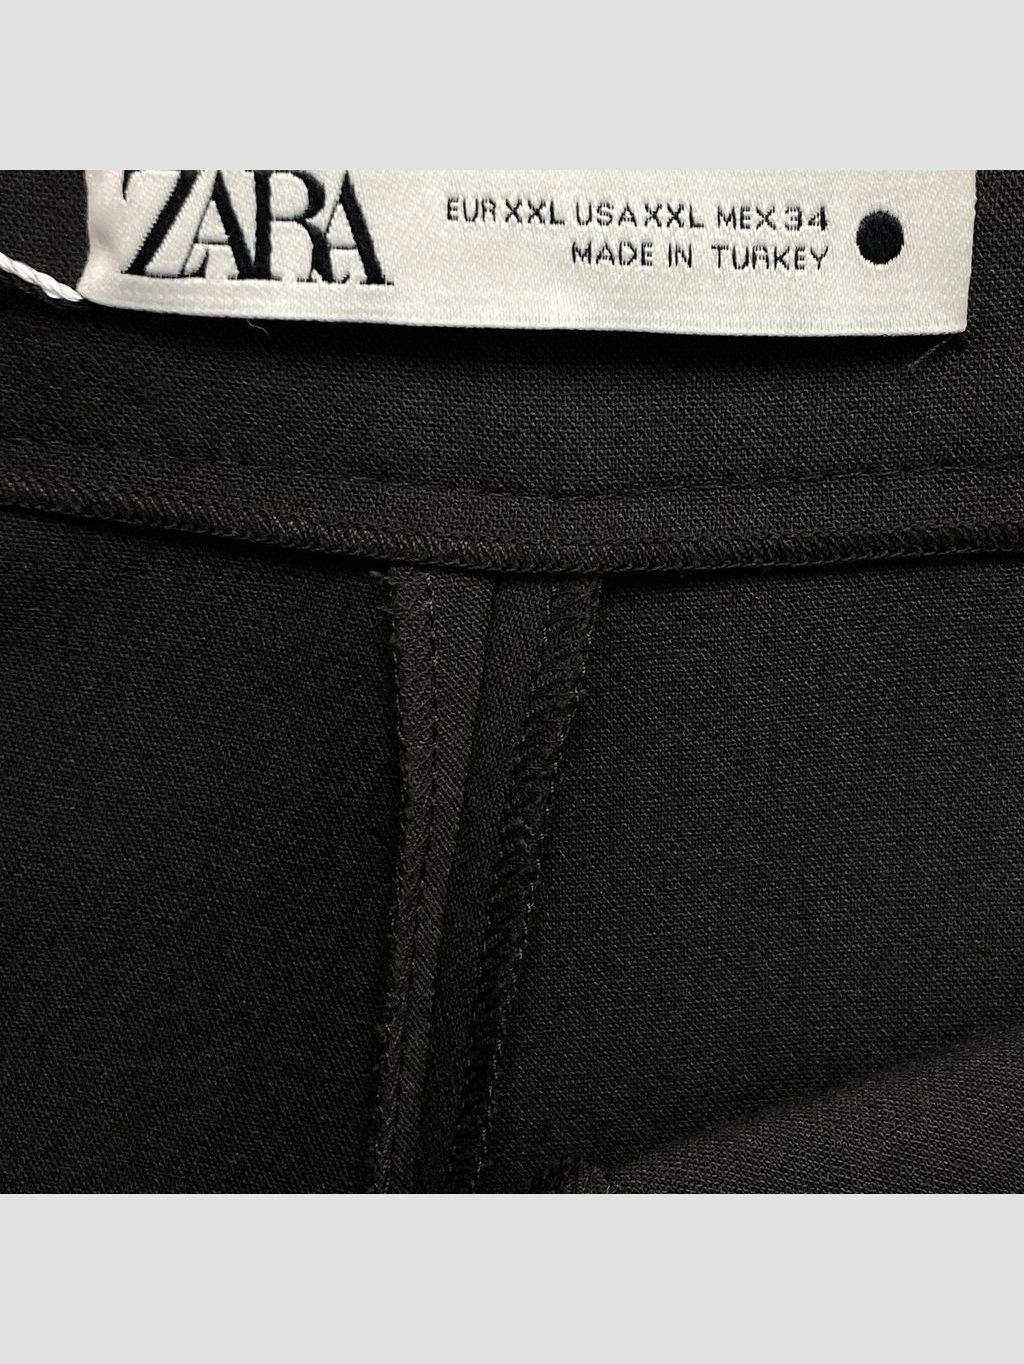 ZARA
EUR XXL USA XXL MEX 34
MADE IN TURKEY